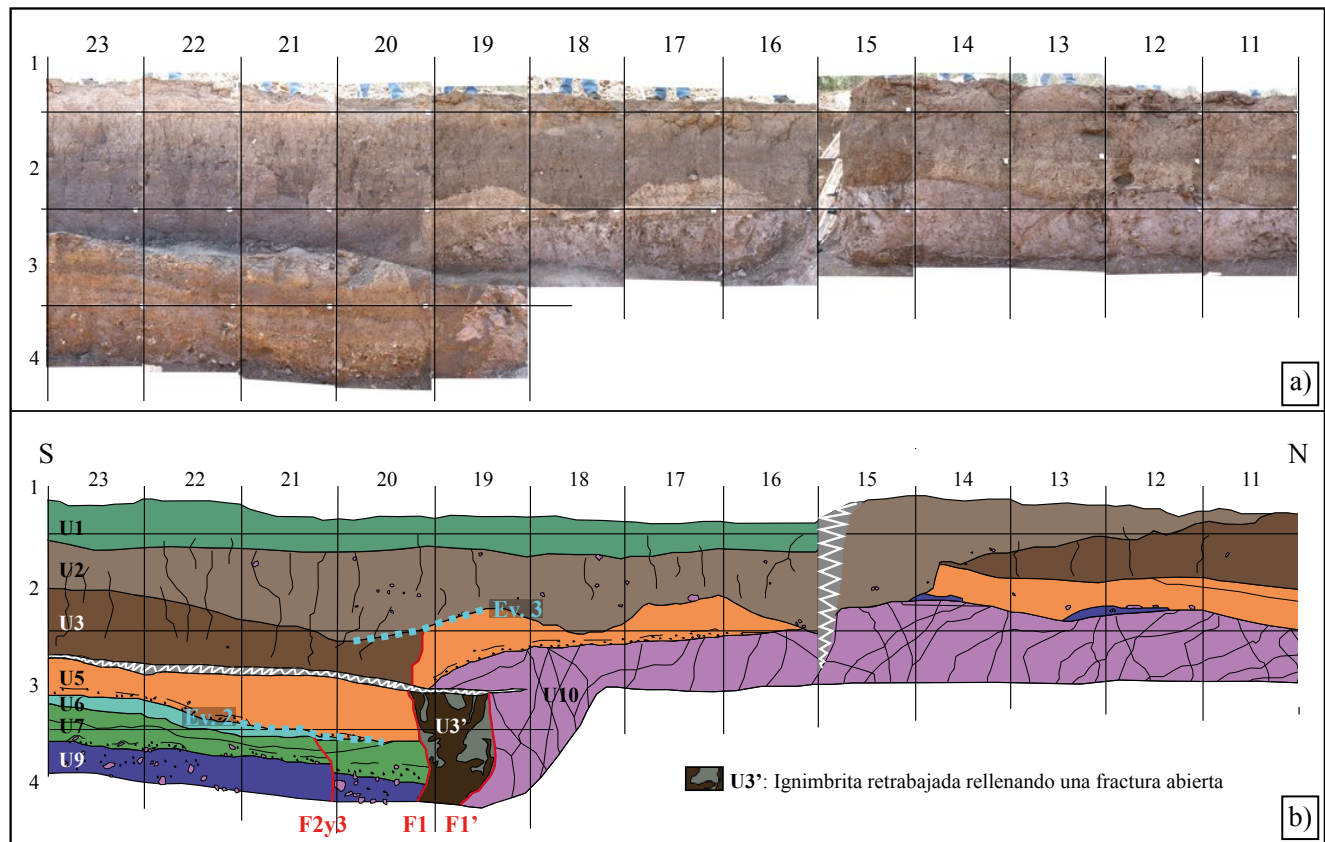 23 22 21 20 19 18 17 16 15 14 13 12 11
1
2
3
4
a)
S N
23 22 21 20 19 18 17 16 15 14 13 12 11
1
U1
U2
2
Ev. 3
U3
U5
3
U10
U6
Ev. 2
U3’
U7
U9
4
U3’: Ignimbrita retrabajada rellenando una fractura abierta
F2y3 F1 F1’
b)